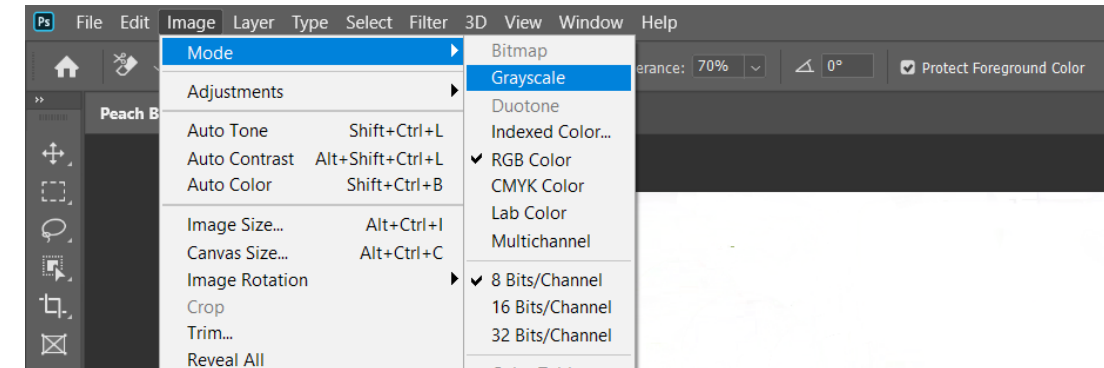 Ps File Edit Image Layer Type Select Filter 3D View Window Help
erance: 70% 0° Protect Foreground Color
Peach B
Mode
Adjustments
Auto Tone Shift+Ctrl+L
Auto Contrast Alt+Shift+Ctrl+L
Auto Color Shift+Ctrl+B
Image Size... Alt+Ctrl+I
Canvas Size... Alt+Ctrl+C
Image Rotation
Crop
Trim...
Reveal All
Bitmap
Grayscale
Duotone
Indexed Color...
RGB Color
CMYK Color
Lab Color
Multichannel
8 Bits/Channel
16 Bits/Channel
32 Bits/Channel